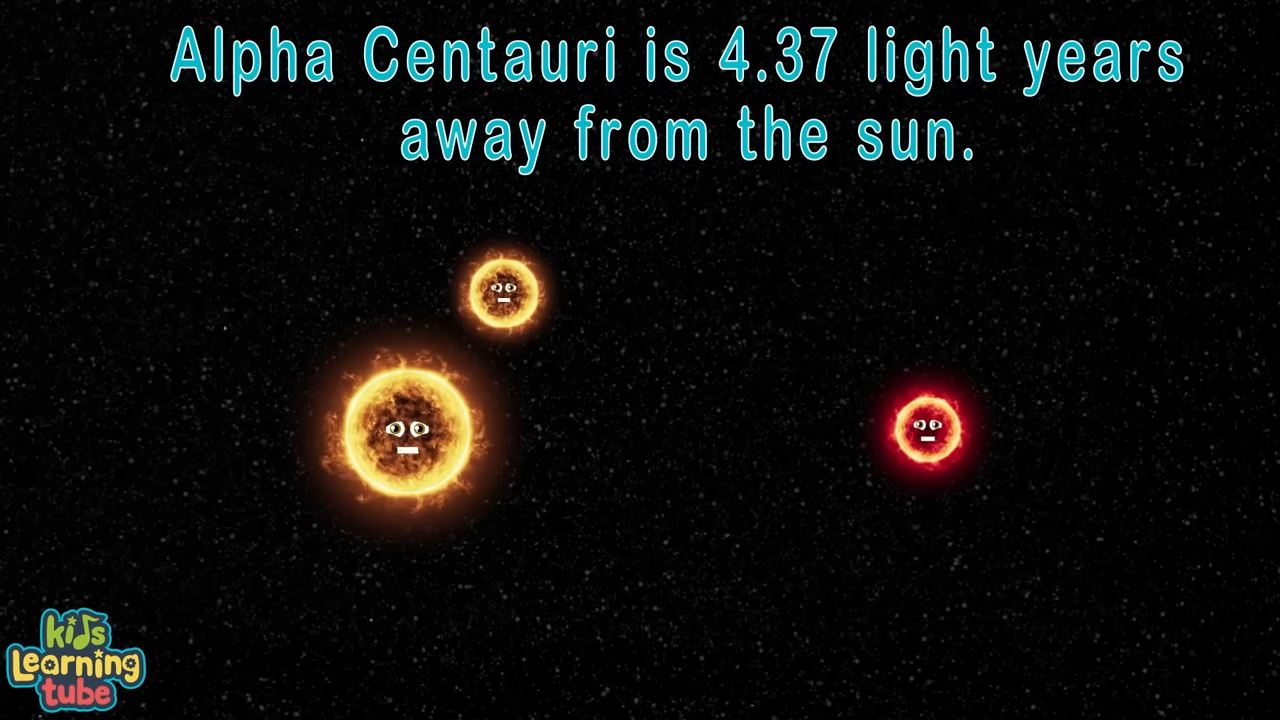 Alpha Centauri is 4.37 light years
away from the sun.
kids
Learning
tube